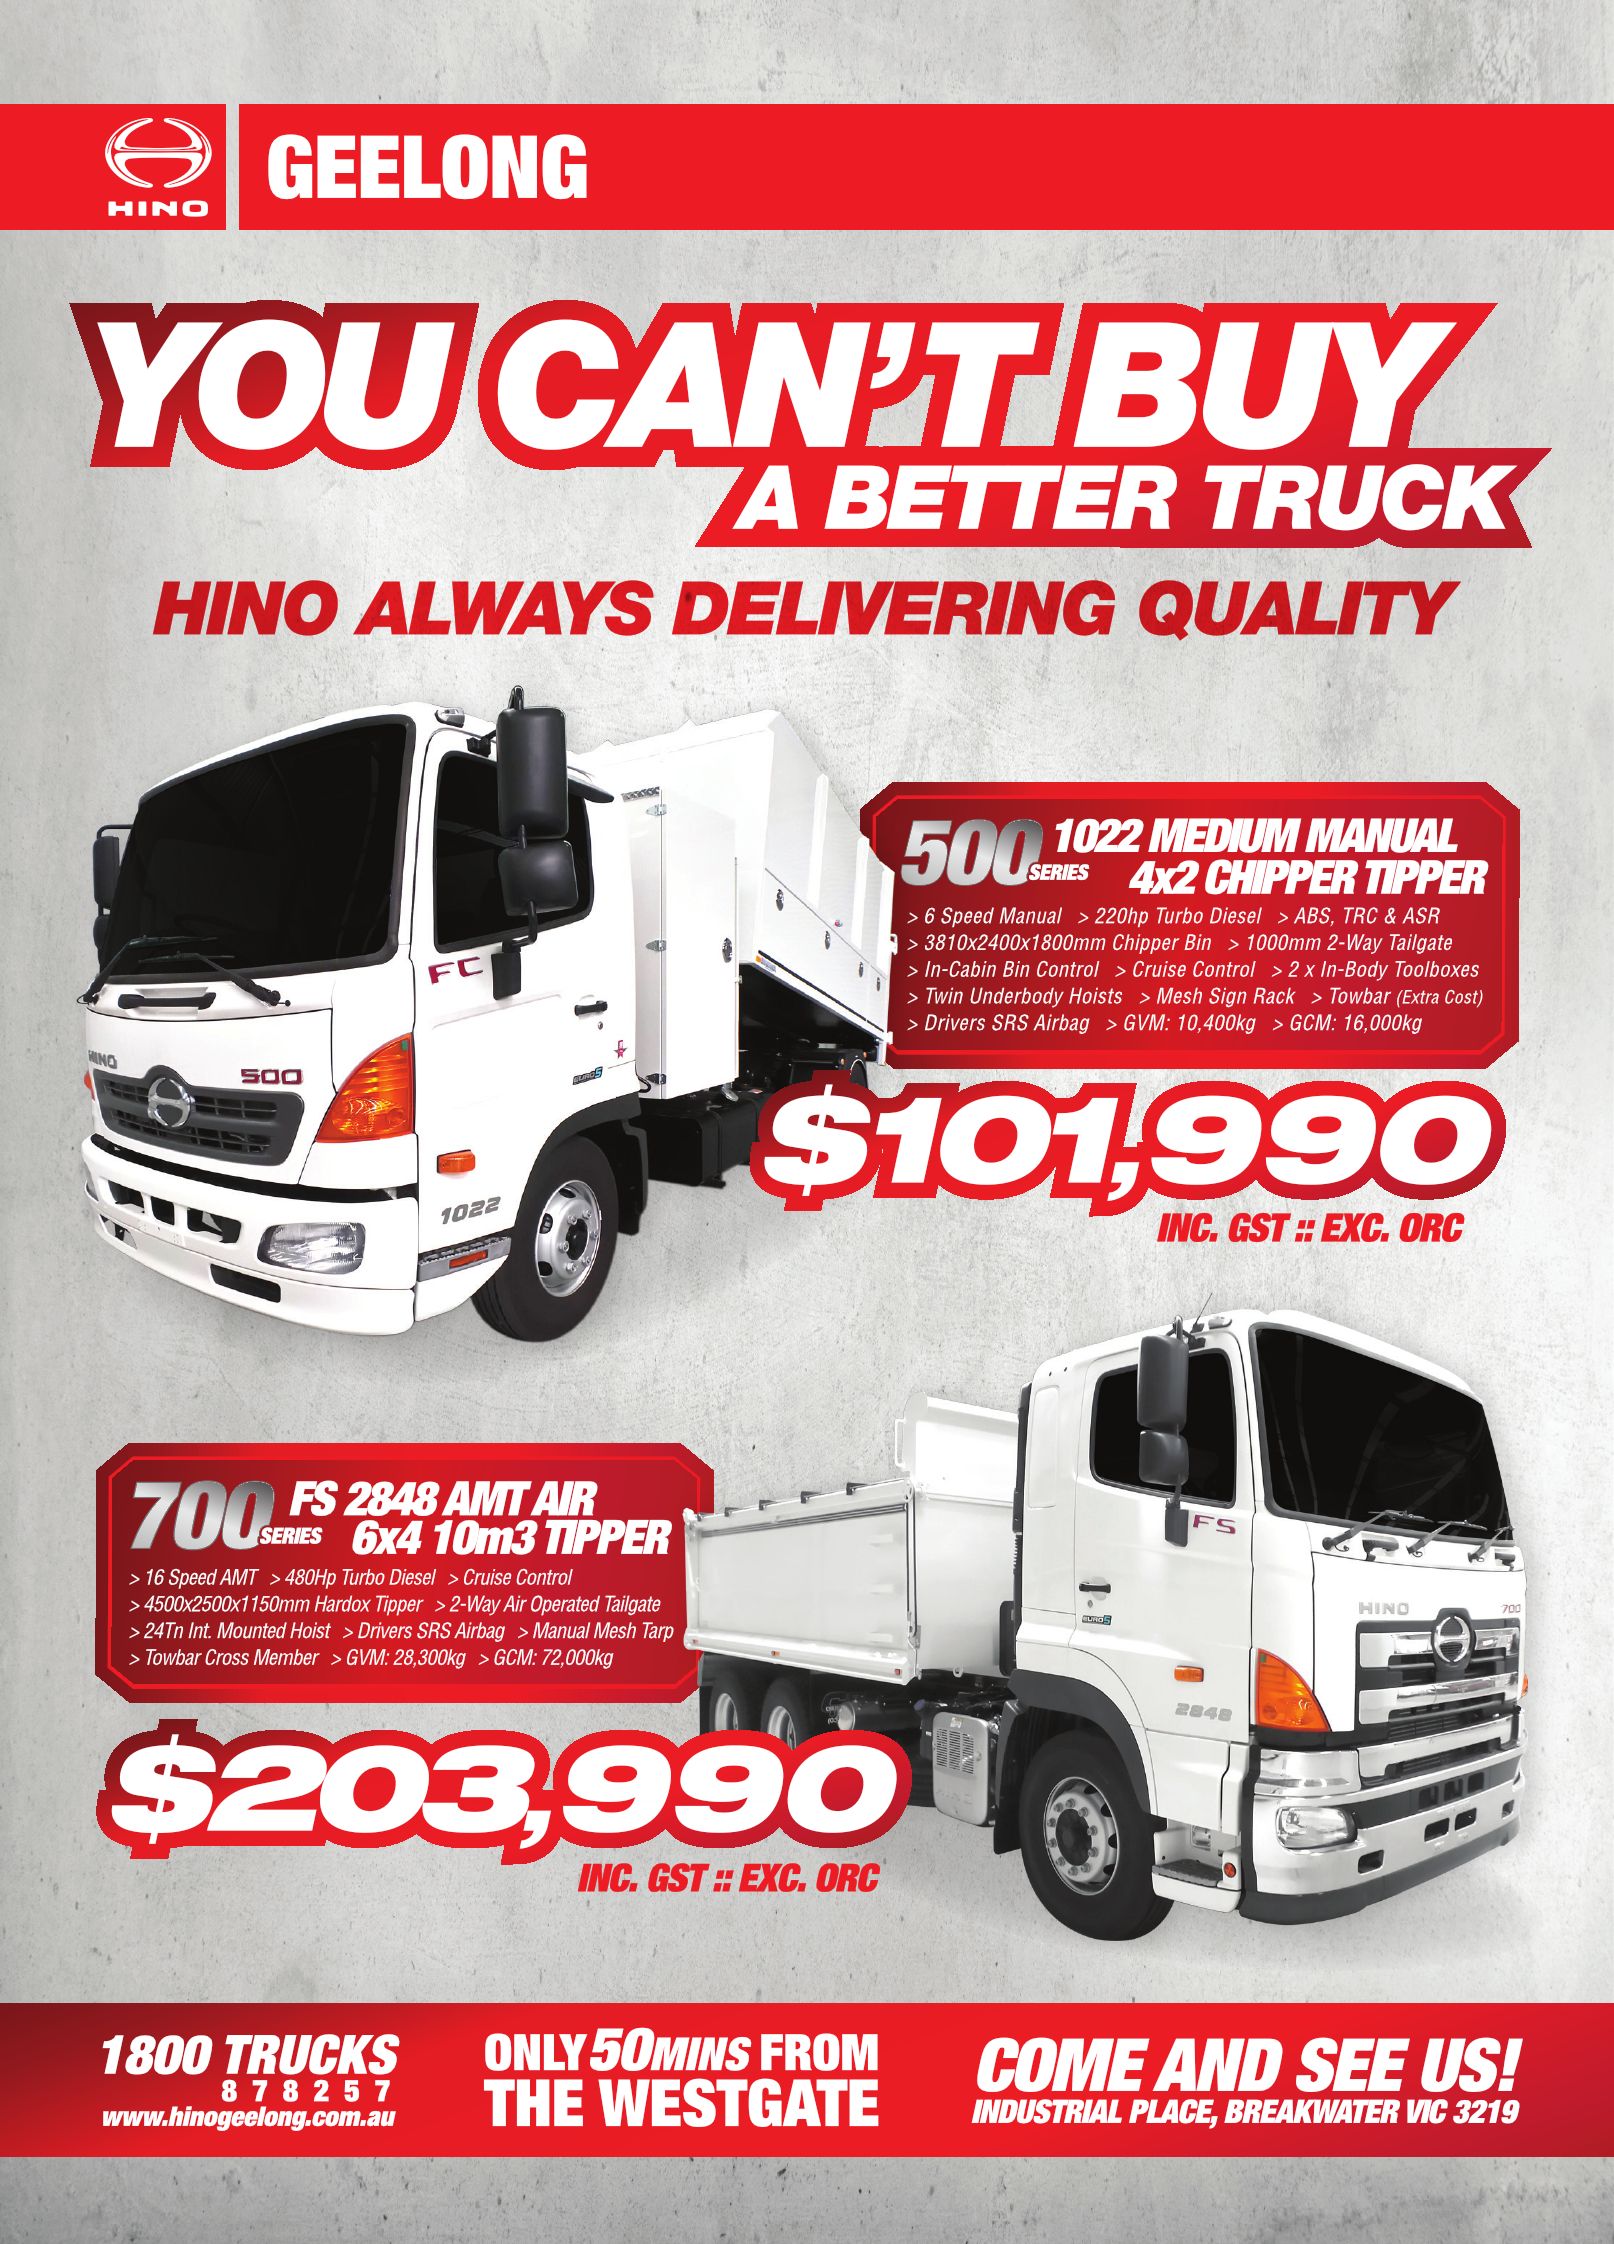 HINO
GEELONG
YOU CAN'T BUY
A BETTER TRUCK
HINO ALWAYS DELIVERING QUALITY
500 SERIES 1022 MEDIUM MANUAL
4x2 CHIPPER TIPPER
> 6 Speed Manual > 220hp Turbo Diesel > ABS, TRC & ASR
> 3810x2400x1800mm Chipper Bin > 1000mm 2-Way Tailgate
> In-Cabin Bin Control > Cruise Control > 2 x In-Body Toolboxes
> Twin Underbody Hoists > Mesh Sign Rack > Towbar (Extra Cost)
> Drivers SRS Airbag > GVM: 10,400kg > GCM: 16,000kg
FC
HINO
500
EURO5
1022
$101,990
INC. GST :: EXC. ORC
700 SERIES FS 2848 AMT AIR
6x4 10m3 TIPPER
> 16 Speed AMT > 480Hp Turbo Diesel > Cruise Control
> 4500x2500x1150mm Hardox Tipper > 2-Way Air Operated Tailgate
> 24Tn Int. Mounted Hoist > Drivers SRS Airbag > Manual Mesh Tarp
> Towbar Cross Member > GVM: 28,300kg > GCM: 72,000kg
FS
EURO5
HINO
700
2848
$203,990
INC. GST :: EXC. ORC
1800 TRUCKS
878257
www.hinogeelong.com.au
ONLY 50MINS FROM
THE WESTGATE
COME AND SEE US!
INDUSTRIAL PLACE, BREAKWATER VIC 3219